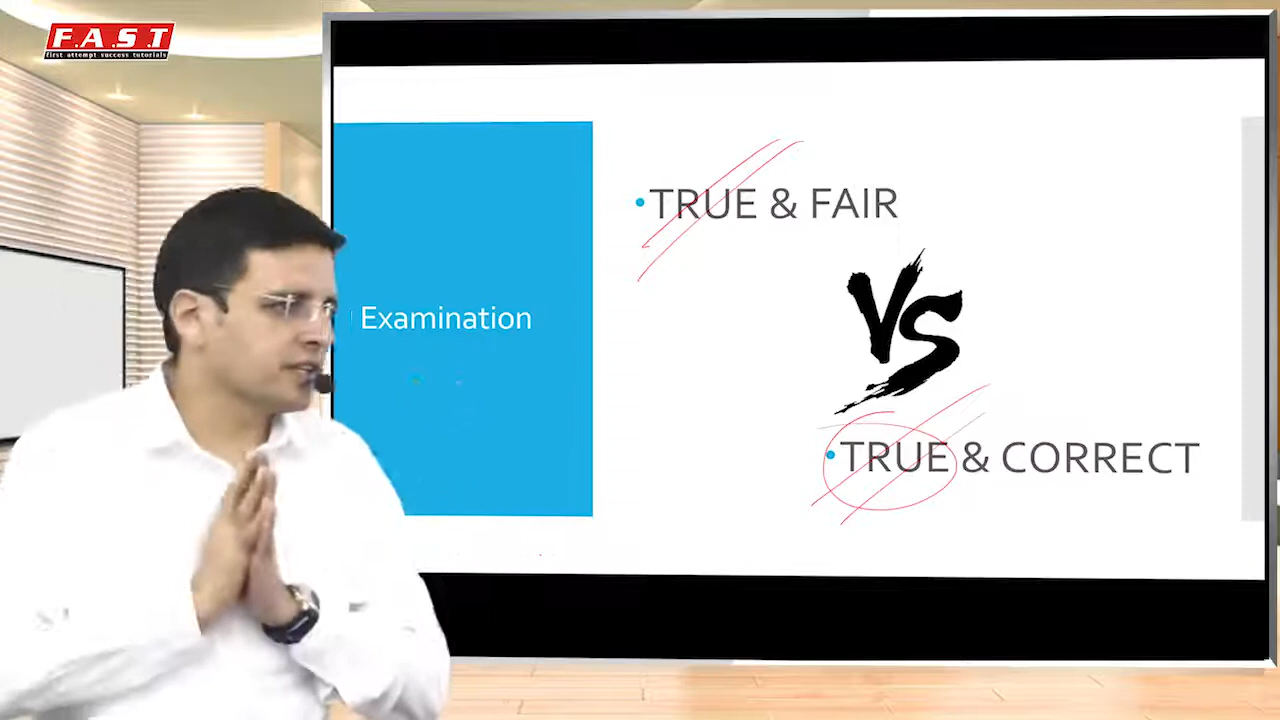 F.A.S.T
first attempt success tutorials
Examination
•TRUE & FAIR
VS
•TRUE & CORRECT